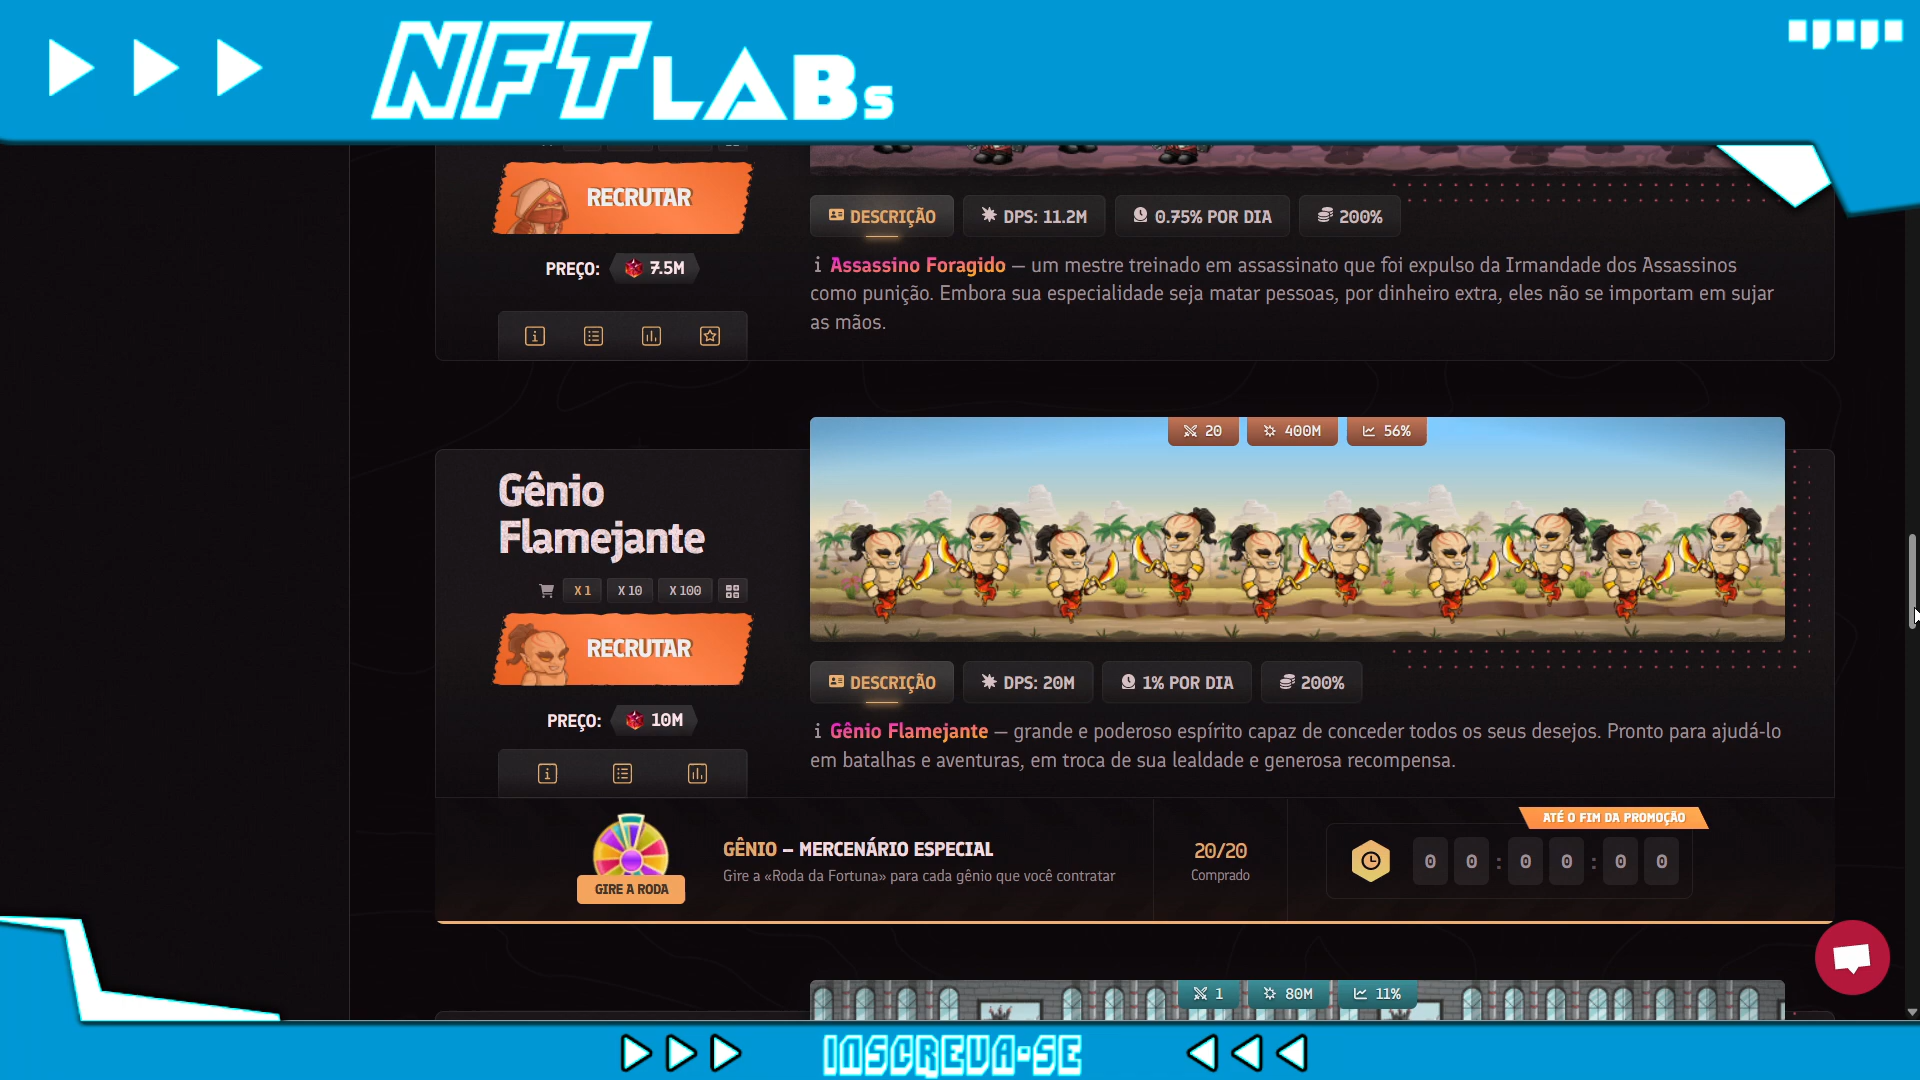 NFT LABs
RECRUTAR
PREÇO: 7.5M
DESCRIÇÃO
DPS: 11.2M
0.75% POR DIA
200%
i Assassino Foragido — um mestre treinado em assassinato que foi expulso da Irmandade dos Assassinos
como punição. Embora sua especialidade seja matar pessoas, por dinheiro extra, eles não se importam em sujar
as mãos.
20
400M
56%
Gênio
Flamejante
X 1
X 10
X 100
RECRUTAR
PREÇO: 10M
DESCRIÇÃO
DPS: 20M
1% POR DIA
200%
i Gênio Flamejante — grande e poderoso espírito capaz de conceder todos os seus desejos. Pronto para ajudá-lo
em batalhas e aventuras, em troca de sua lealdade e generosa recompensa.
GIRE A RODA
GÊNIO – MERCENÁRIO ESPECIAL
Gire a «Roda da Fortuna» para cada gênio que você contratar
20/20
Comprado
ATÉ O FIM DA PROMOÇÃO
0 0 : 0 0 : 0 0
1
80M
11%
INSCREVA-SE